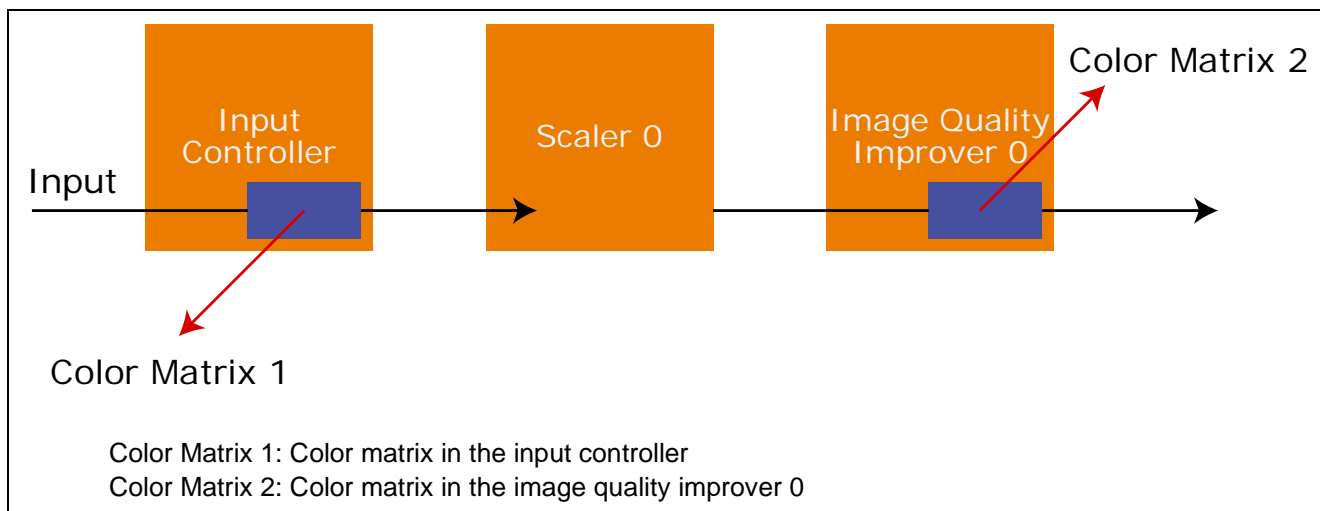 Color Matrix 2
Input
Controller
Scaler 0
Image Quality
Improver 0
Input
Color Matrix 1
Color Matrix 1: Color matrix in the input controller
Color Matrix 2: Color matrix in the image quality improver 0